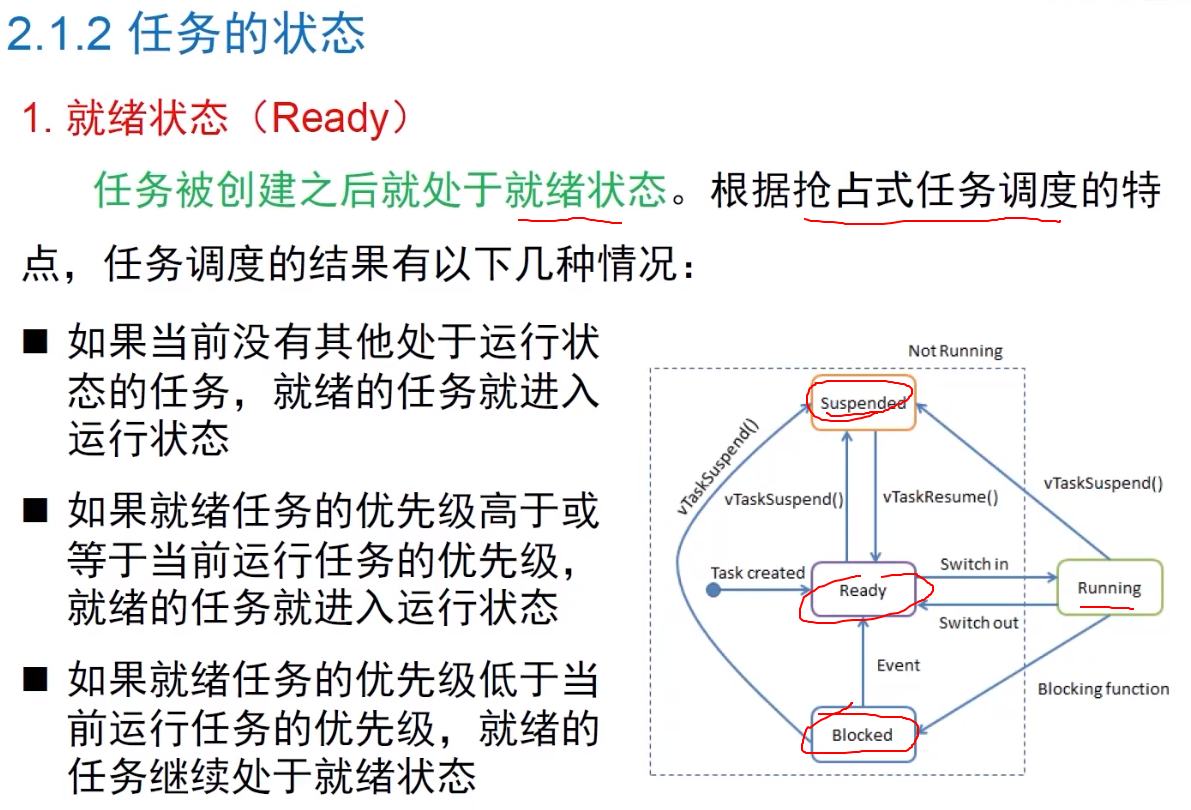 2.1.2 任务的状态
1. 就绪状态（Ready）
任务被创建之后就处于就绪状态。根据抢占式任务调度的特
点，任务调度的结果有以下几种情况：
■ 如果当前没有其他处于运行状
态的任务，就绪的任务就进入
运行状态
■ 如果就绪任务的优先级高于或
等于当前运行任务的优先级，
就绪的任务就进入运行状态
■ 如果就绪任务的优先级低于当
前运行任务的优先级，就绪的
任务继续处于就绪状态
Not Running
Suspended
vTaskSuspend()
vTaskSuspend()
vTaskResume()
vTaskSuspend()
Task created
Ready
Switch in
Running
Switch out
Event
Blocking function
Blocked